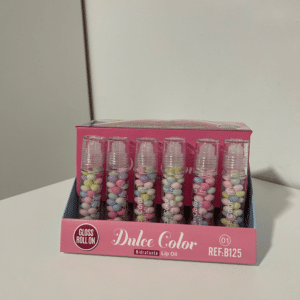 GLOSS
ROLL ON
Dulce Color
Hidratante Lip Oil
01
REF:B125